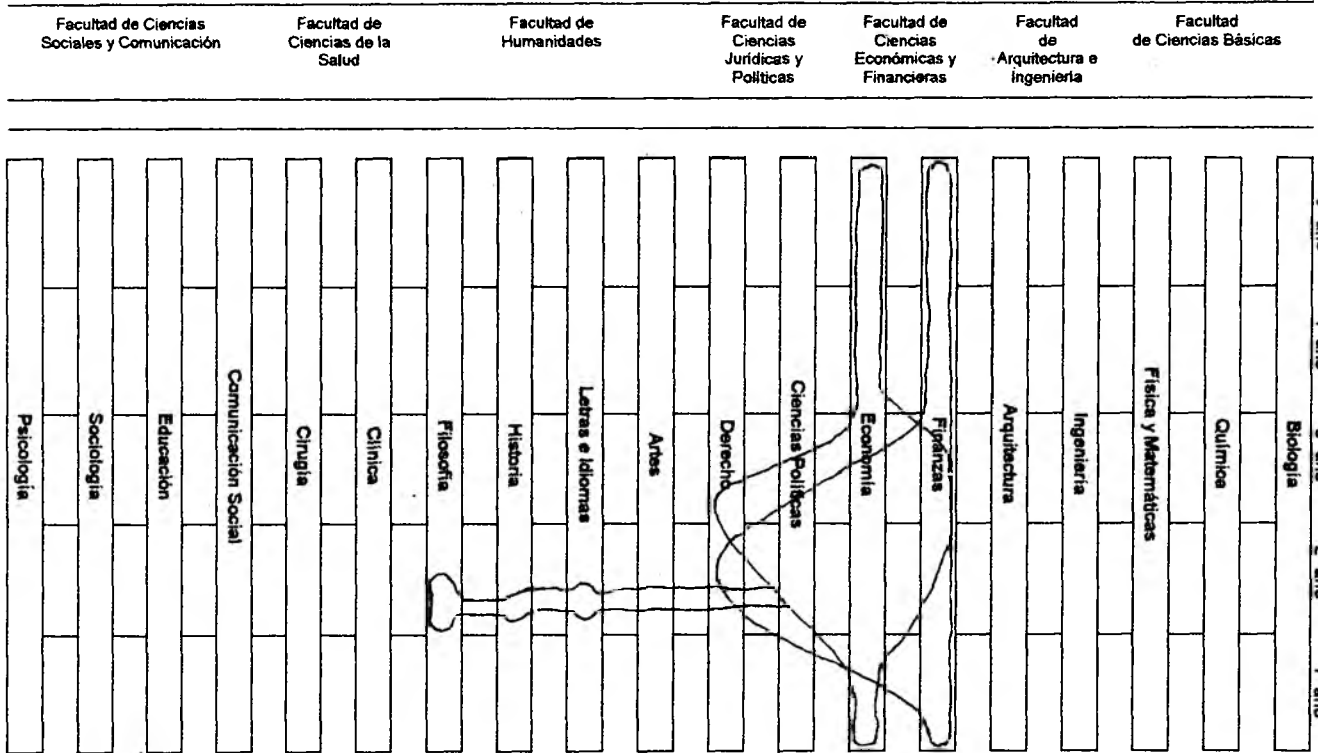 Facultad de Ciencias
Sociales y Comunicación
Facultad de
Ciencias de la
Salud
Facultad de
Humanidades
Facultad de
Ciencias
Jurídicas y
Políticas
Facultad de
Ciencias
Económicas y
Financieras
Facultad
de
Arquitectura e
Ingeniería
Facultad
de Ciencias Básicas
Psicología
Sociología
Educación
Comunicación Social
Cirugía
Clínica
Filosofía
Historia
Letras e Idiomas
Artes
Derecho
Ciencias Políticas
Economía
Finanzas
Arquitectura
Ingeniería
Física y Matemáticas
Química
Biología